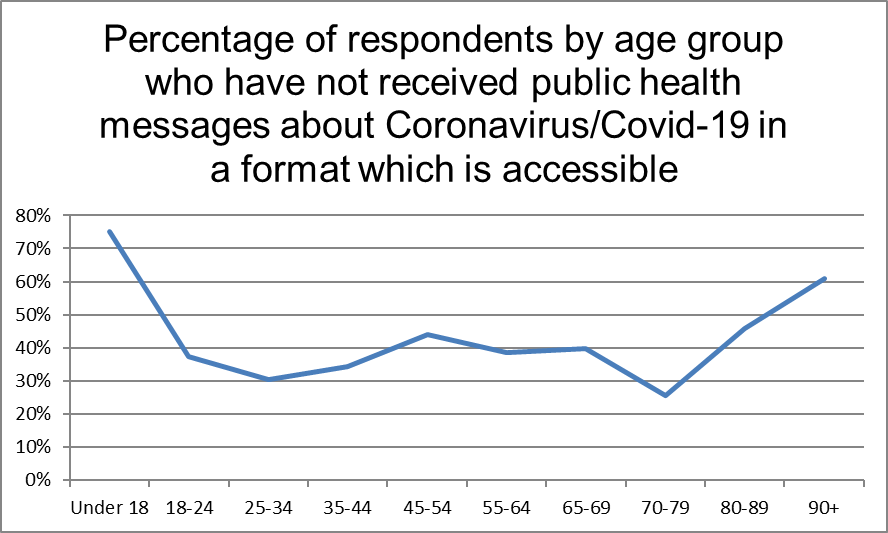 Percentage of respondents by age group
who have not received public health
messages about Coronavirus/Covid-19 in
a format which is accessible
80%
70%
60%
50%
40%
30%
20%
10%
0%
Under 18 18-24 25-34 35-44 45-54 55-64 65-69 70-79 80-89 90+